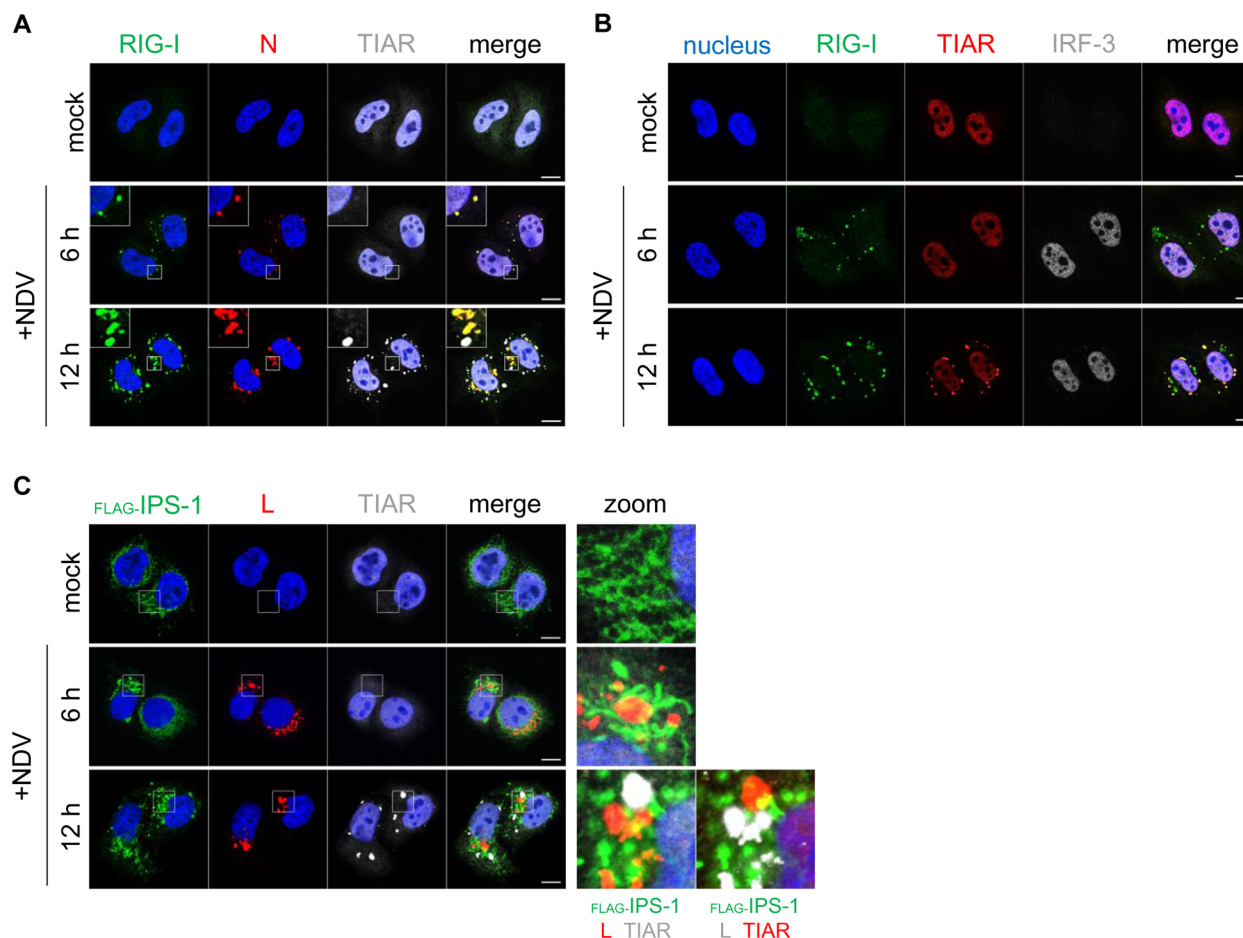 A
RIG-I N TIAR merge
mock
+NDV
6 h
12 h
B
nucleus RIG-I TIAR IRF-3 merge
mock
+NDV
6 h
12 h
C
FLAG-IPS-1 L TIAR merge zoom
mock
+NDV
6 h
12 h
FLAG-IPS-1 FLAG-IPS-1
L TIAR L TIAR